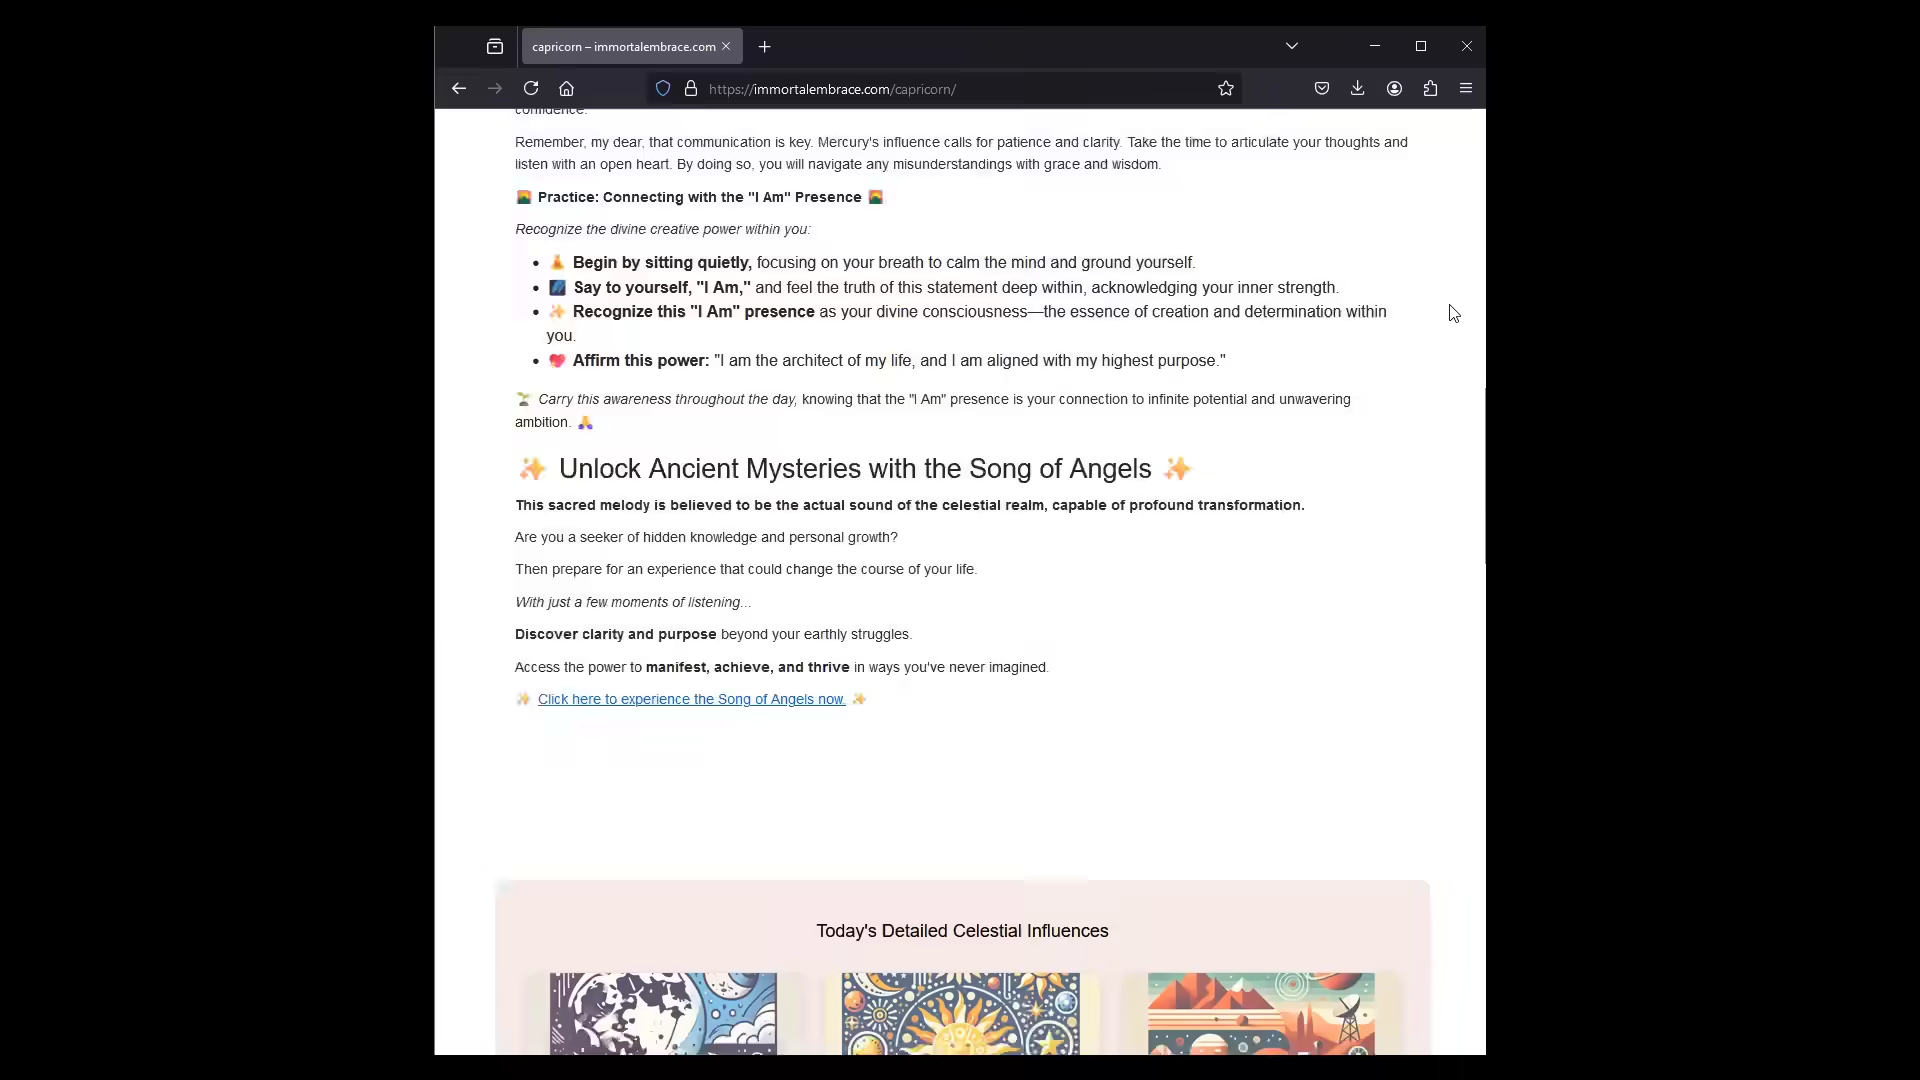 capricorn – immortalembrace.com
https://immortalembrace.com/capricorn/
confidence.
Remember, my dear, that communication is key. Mercury's influence calls for patience and clarity. Take the time to articulate your thoughts and
listen with an open heart. By doing so, you will navigate any misunderstandings with grace and wisdom.
Practice: Connecting with the "I Am" Presence
Recognize the divine creative power within you:
Begin by sitting quietly, focusing on your breath to calm the mind and ground yourself.
Say to yourself, "I Am," and feel the truth of this statement deep within, acknowledging your inner strength.
Recognize this "I Am" presence as your divine consciousness—the essence of creation and determination within
you.
Affirm this power: "I am the architect of my life, and I am aligned with my highest purpose."
Carry this awareness throughout the day, knowing that the "I Am" presence is your connection to infinite potential and unwavering
ambition.
Unlock Ancient Mysteries with the Song of Angels
This sacred melody is believed to be the actual sound of the celestial realm, capable of profound transformation.
Are you a seeker of hidden knowledge and personal growth?
Then prepare for an experience that could change the course of your life.
With just a few moments of listening...
Discover clarity and purpose beyond your earthly struggles.
Access the power to manifest, achieve, and thrive in ways you've never imagined.
Click here to experience the Song of Angels now.
Today's Detailed Celestial Influences